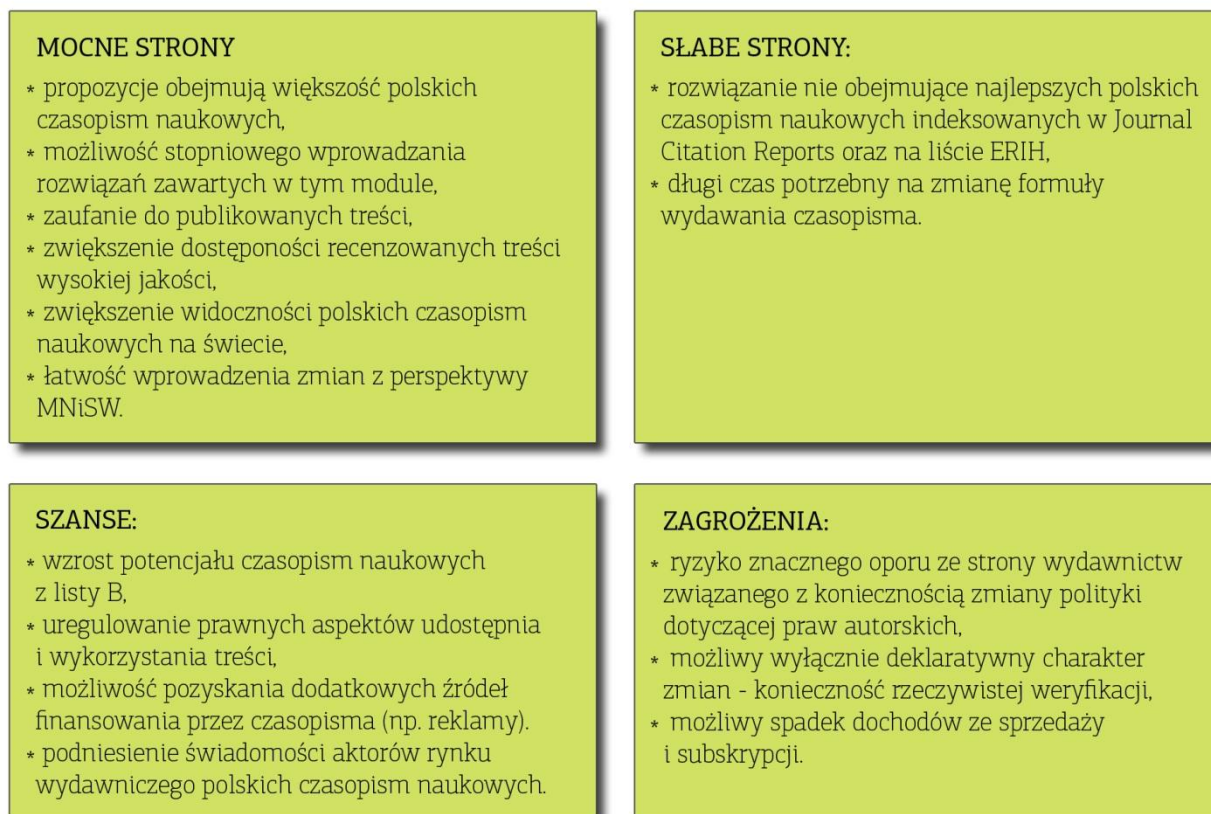 MOCNE STRONY
* propozycje obejmują większość polskich
czasopism naukowych,
* możliwość stopniowego wprowadzania
rozwiązań zawartych w tym module,
* zaufanie do publikowanych treści,
* zwiększenie dostęponości recenzowanych treści
wysokiej jakości,
* zwiększenie widoczności polskich czasopism
naukowych na świecie,
* łatwość wprowadzenia zmian z perspektywy
MNiSW.
SŁABE STRONY:
* rozwiązanie nie obejmujące najlepszych polskich
czasopism naukowych indeksowanych w Journal
Citation Reports oraz na liście ERIH,
* długi czas potrzebny na zmianę formuły
wydawania czasopisma.
SZANSE:
* wzrost potencjału czasopism naukowych
z listy B,
* uregulowanie prawnych aspektów udostępnia
i wykorzystania treści,
* możliwość pozyskania dodatkowych źródeł
finansowania przez czasopisma (np. reklamy).
* podniesienie świadomości aktorów rynku
wydawniczego polskich czasopism naukowych.
ZAGROŻENIA:
* ryzyko znacznego oporu ze strony wydawnictw
związanego z koniecznością zmiany polityki
dotyczącej praw autorskich,
* możliwy wyłącznie deklaratywny charakter
zmian - konieczność rzeczywistej weryfikacji,
* możliwy spadek dochodów ze sprzedaży
i subskrypcji.